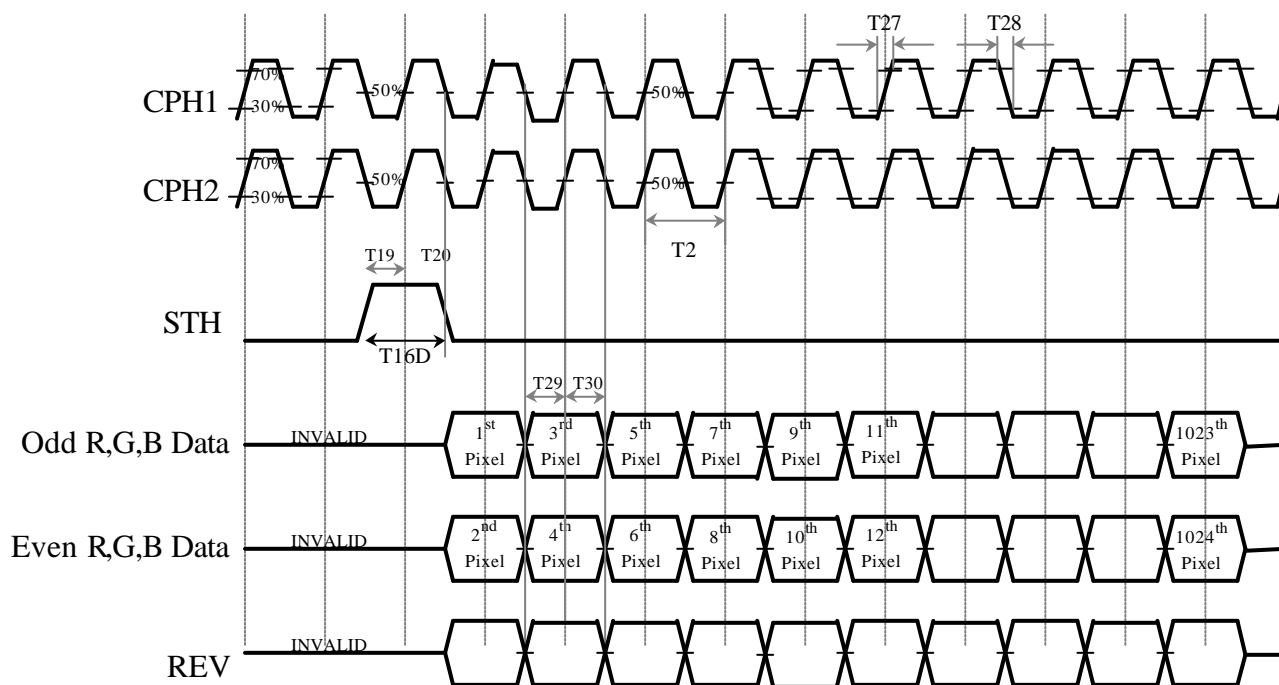 T27 T28
70%
CPH1 30% 50% 50%
70%
CPH2 30% 50% 50%
T2
T19 T20
STH
T16D
T29 T30
Odd R,G,B Data INVALID 1st Pixel 3rd Pixel 5th Pixel 7th Pixel 9th Pixel 11th Pixel 1023th Pixel
Even R,G,B Data INVALID 2nd Pixel 4th Pixel 6th Pixel 8th Pixel 10th Pixel 12th Pixel 1024th Pixel
REV INVALID